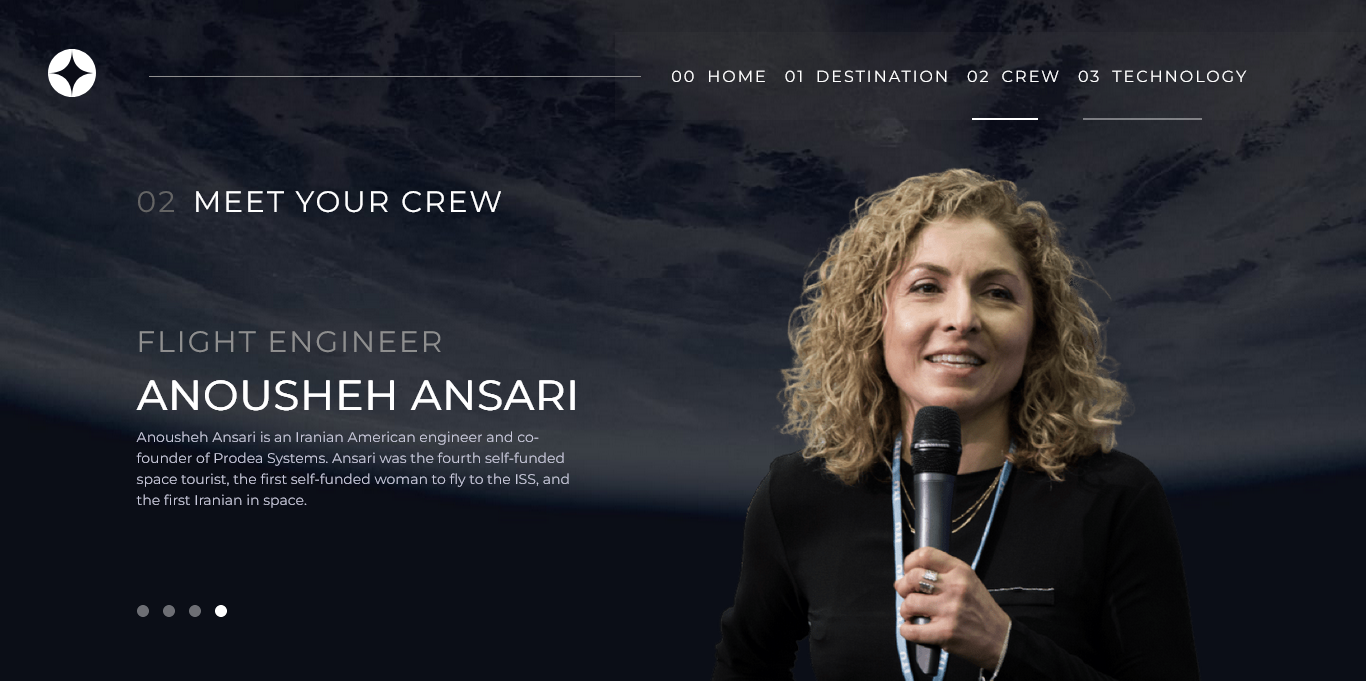 00 HOME 01 DESTINATION 02 CREW 03 TECHNOLOGY
02 MEET YOUR CREW
FLIGHT ENGINEER
ANOUSHEH ANSARI
Anousheh Ansari is an Iranian American engineer and co-
founder of Prodea Systems. Ansari was the fourth self-funded
space tourist, the first self-funded woman to fly to the ISS, and
the first Iranian in space.